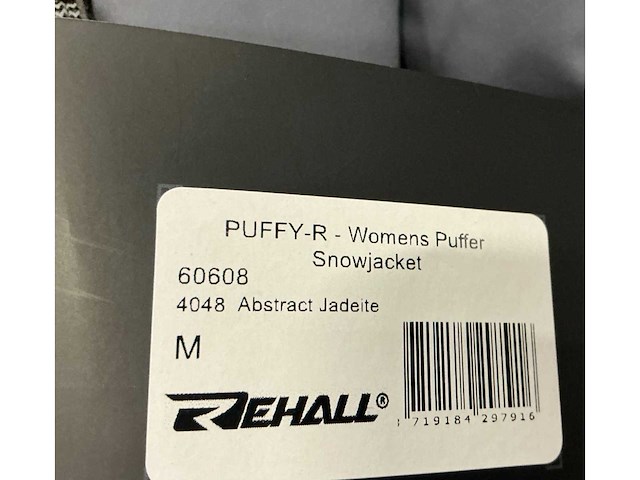 PUFFY-R - Womens Puffer
Snowjacket
60608
4048 Abstract Jadeite
M
REHALL®
719184 297916